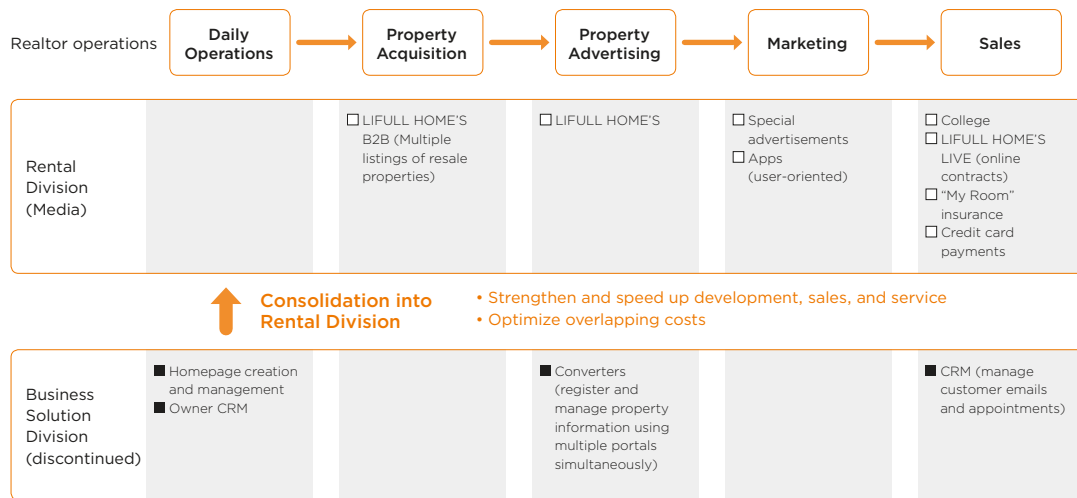 Realtor operations
Daily
Operations
Property
Acquisition
Property
Advertising
Marketing
Sales
Rental
Division
(Media)
□ LIFULL HOME'S
B2B (Multiple
listings of resale
properties)
□ LIFULL HOME'S
□ Special
advertisements
□ Apps
(user-oriented)
□ College
□ LIFULL HOME'S
LIVE (online
contracts)
□ “My Room”
insurance
□ Credit card
payments
Consolidation into
Rental Division
• Strengthen and speed up development, sales, and service
• Optimize overlapping costs
Business
Solution
Division
(discontinued)
■ Homepage creation
and management
■ Owner CRM
■ Converters
(register and
manage property
information using
multiple portals
simultaneously)
■ CRM (manage
customer emails
and appointments)